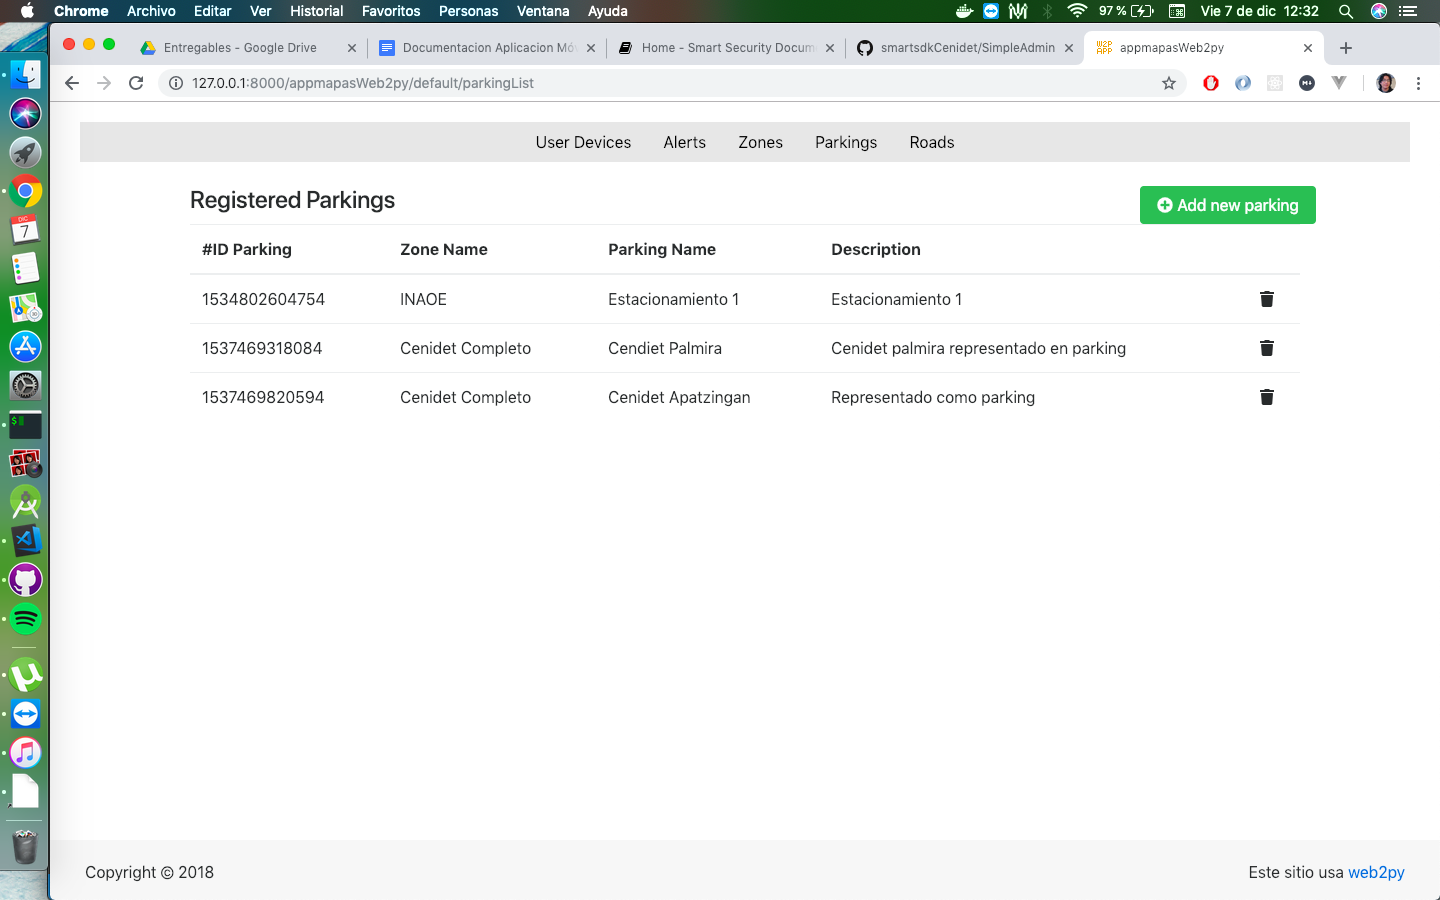 Chrome Archivo Editar Ver Historial Favoritos Personas Ventana Ayuda 97 % Vie 7 de dic 12:32
Entregables - Google Drive Documentacion Aplicacion Móv Home - Smart Security Docum smartsdkCenidet/SimpleAdmin appmapasWeb2py
127.0.0.1:8000/appmapasWeb2py/default/parkingList
User Devices Alerts Zones Parkings Roads
Registered Parkings
Add new parking
#ID Parking Zone Name Parking Name Description
1534802604754 INAOE Estacionamiento 1 Estacionamiento 1
1537469318084 Cenidet Completo Cendiet Palmira Cenidet palmira representado en parking
1537469820594 Cenidet Completo Cenidet Apatzingan Representado como parking
Copyright © 2018
Este sitio usa web2py